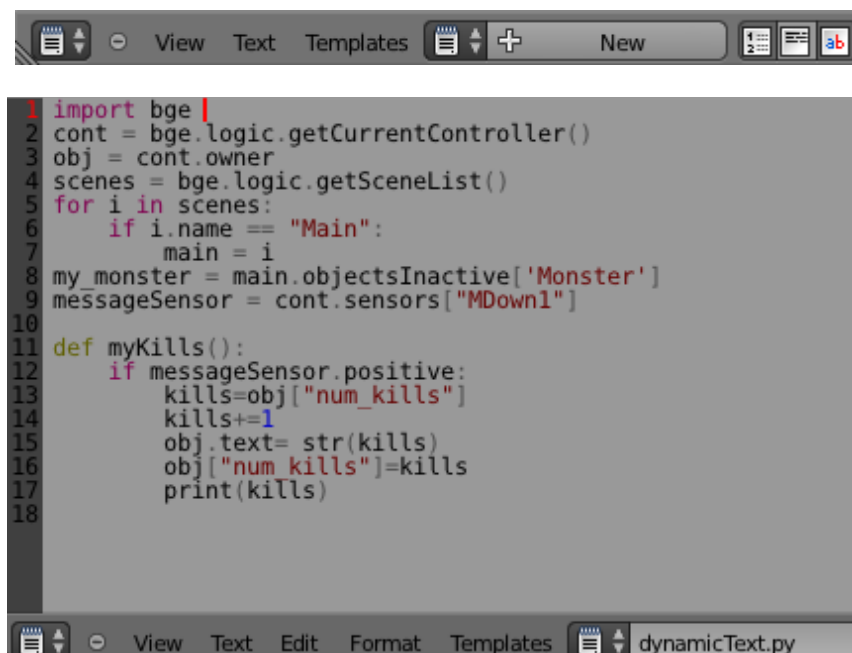 View Text Templates New
1 import bge
2 cont = bge.logic.getCurrentController()
3 obj = cont.owner
4 scenes = bge.logic.getSceneList()
5 for i in scenes:
6     if i.name == "Main":
7         main = i
8 my_monster = main.objectsInactive['Monster']
9 messageSensor = cont.sensors["MDown1"]
10
11 def myKills():
12     if messageSensor.positive:
13         kills=obj["num_kills"]
14         kills+=1
15         obj.text= str(kills)
16         obj["num_kills"]=kills
17         print(kills)
18
View Text Edit Format Templates dynamicText.py